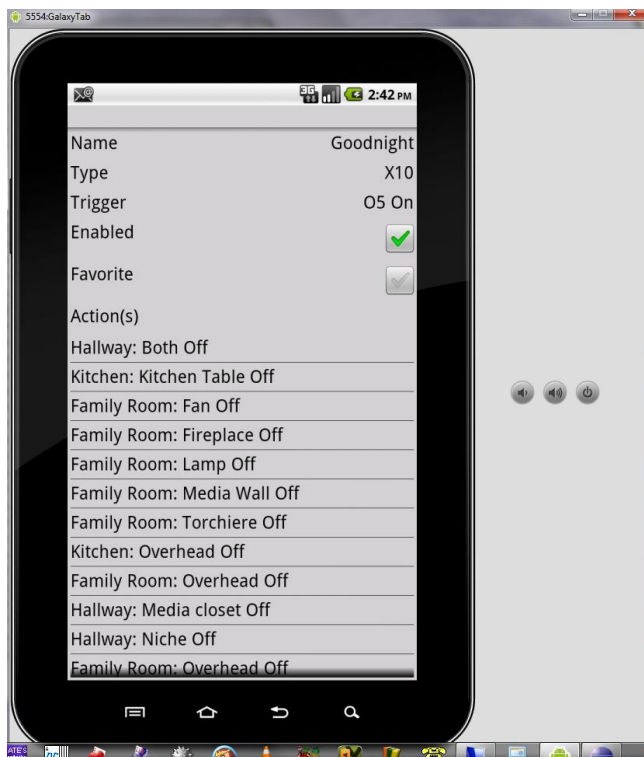 5554:GalaxyTab
3G 2:42 PM
Name Goodnight
Type X10
Trigger O5 On
Enabled
Favorite
Action(s)
Hallway: Both Off
Kitchen: Kitchen Table Off
Family Room: Fan Off
Family Room: Fireplace Off
Family Room: Lamp Off
Family Room: Media Wall Off
Family Room: Torchiere Off
Kitchen: Overhead Off
Family Room: Overhead Off
Hallway: Media closet Off
Hallway: Niche Off
Family Room: Overhead Off